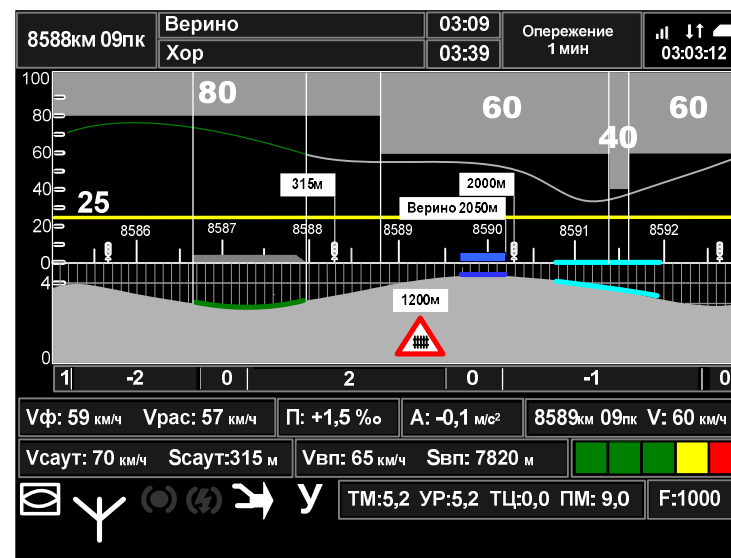 8588км 09пк Верино 03:09 Опережение
1 мин
Хор 03:39 03:03:12
100
80
60
40
20
0
4
0
80
60
60
40
315м
2000м
25
Верино 2050м
8586 8587 8588 8589 8590 8591 8592
1200м
1 -2 0 2 0 -1 0
Vф: 59 км/ч Vрас: 57 км/ч П: +1,5 %о А: -0,1 м/с² 8589км 09пк V: 60 км/ч
Vсаут: 70 км/ч Sсаут:315 м Vвп: 65 км/ч Sвп: 7820 м
У ТМ:5,2 УР:5,2 ТЦ:0,0 ПМ: 9,0 F:1000